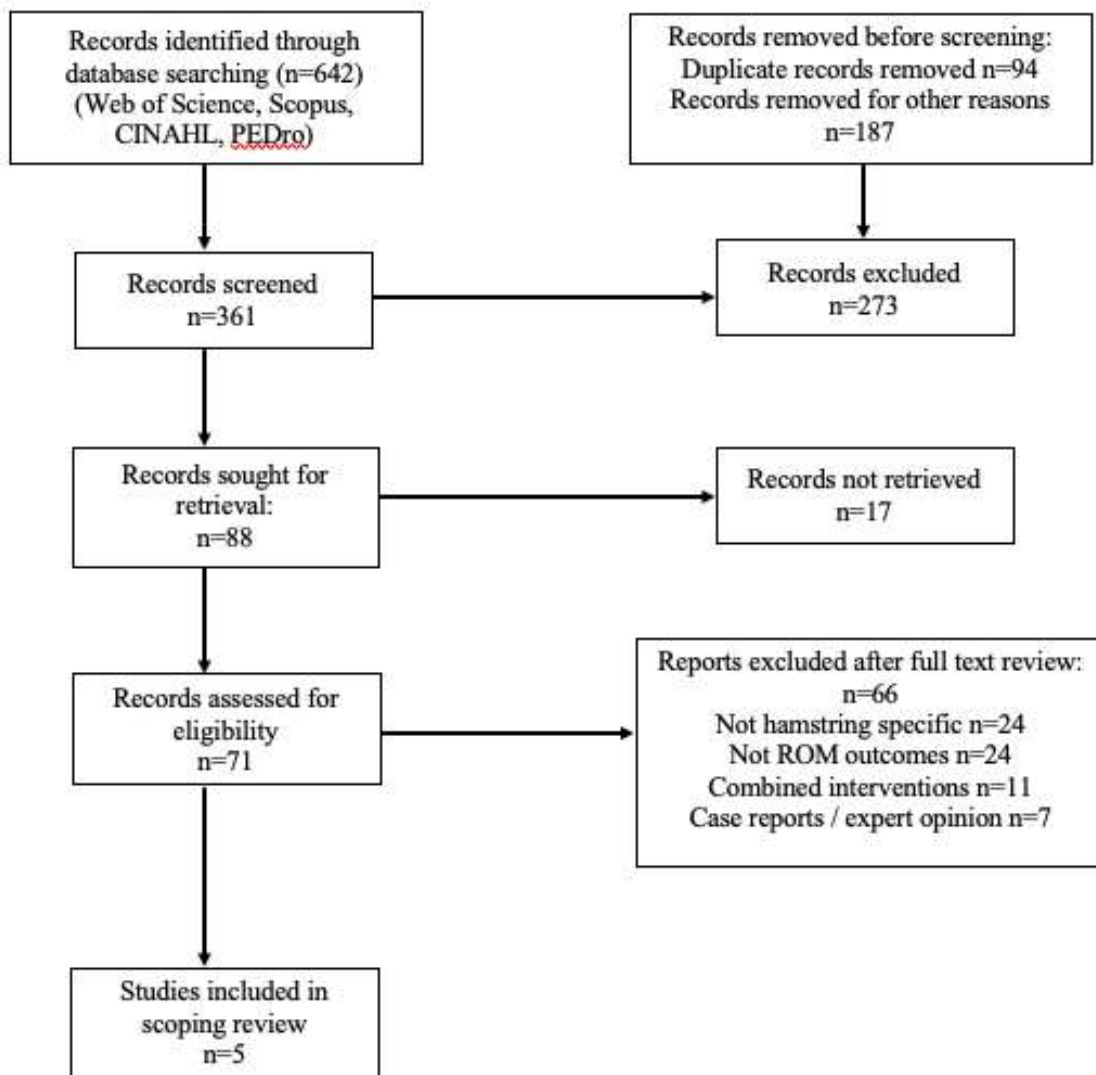 Records identified through
database searching (n=642)
(Web of Science, Scopus,
CINAHL, PEDro)
Records removed before screening:
Duplicate records removed n=94
Records removed for other reasons
n=187
Records screened
n=361
Records excluded
n=273
Records sought for
retrieval:
n=88
Records not retrieved
n=17
Records assessed for
eligibility
n=71
Reports excluded after full text review:
n=66
Not hamstring specific n=24
Not ROM outcomes n=24
Combined interventions n=11
Case reports / expert opinion n=7
Studies included in
scoping review
n=5